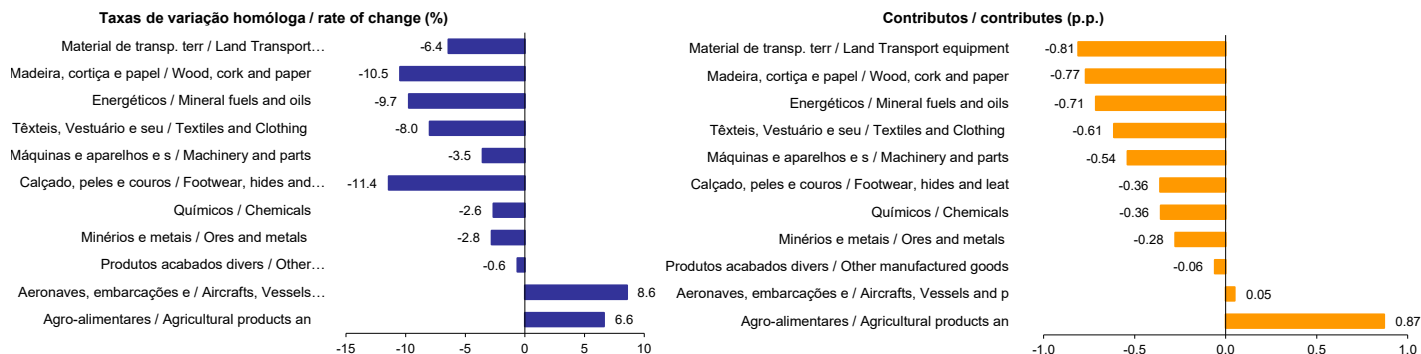 Taxas de variação homóloga / rate of change (%)
Material de transp. terr / Land Transport…
-6.4
Madeira, cortiça e papel / Wood, cork and paper
-10.5
Energéticos / Mineral fuels and oils
-9.7
Têxteis, Vestuário e seu / Textiles and Clothing
-8.0
Máquinas e aparelhos e s / Machinery and parts
-3.5
Calçado, peles e couros / Footwear, hides and…
-11.4
Químicos / Chemicals
-2.6
Minérios e metais / Ores and metals
-2.8
Produtos acabados divers / Other…
-0.6
Aeronaves, embarcações e / Aircrafts, Vessels…
8.6
Agro-alimentares / Agricultural products an
6.6
-15 -10 -5 0 5 10
Contributos / contributes (p.p.)
Material de transp. terr / Land Transport equipment
-0.81
Madeira, cortiça e papel / Wood, cork and paper
-0.77
Energéticos / Mineral fuels and oils
-0.71
Têxteis, Vestuário e seu / Textiles and Clothing
-0.61
Máquinas e aparelhos e s / Machinery and parts
-0.54
Calçado, peles e couros / Footwear, hides and leat
-0.36
Químicos / Chemicals
-0.36
Minérios e metais / Ores and metals
-0.28
Produtos acabados divers / Other manufactured goods
-0.06
Aeronaves, embarcações e / Aircrafts, Vessels and p
0.05
Agro-alimentares / Agricultural products an
0.87
-1.0 -0.5 0.0 0.5 1.0